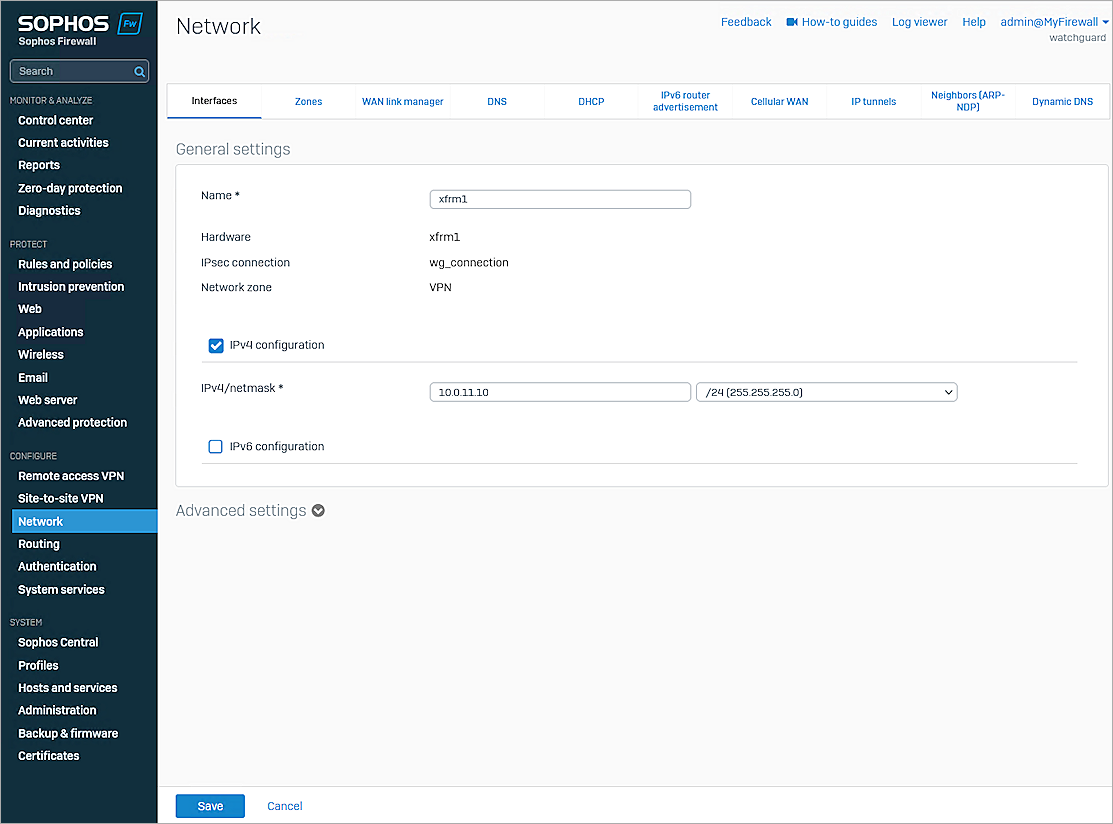 SOPHOS Fw
Sophos Firewall
Search
MONITOR & ANALYZE
Control center
Current activities
Reports
Zero-day protection
Diagnostics
PROTECT
Rules and policies
Intrusion prevention
Web
Applications
Wireless
Email
Web server
Advanced protection
CONFIGURE
Remote access VPN
Site-to-site VPN
Network
Routing
Authentication
System services
SYSTEM
Sophos Central
Profiles
Hosts and services
Administration
Backup & firmware
Certificates
Network
Feedback How-to guides Log viewer Help admin@MyFirewall
watchguard
Interfaces Zones WAN link manager DNS DHCP IPv6 router advertisement Cellular WAN IP tunnels Neighbors (ARP-NDP) Dynamic DNS
General settings
Name * xfrm1
Hardware xfrm1
IPsec connection wg_connection
Network zone VPN
IPv4 configuration
IPv4/netmask * 10.0.11.10 /24 (255.255.255.0)
IPv6 configuration
Advanced settings
Save Cancel